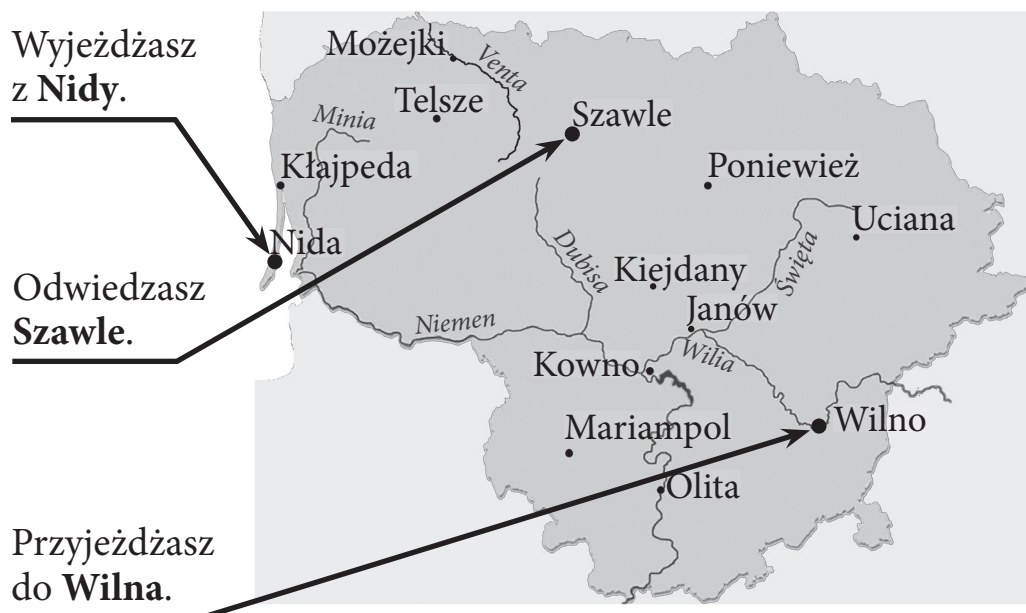 Wyjeżdżasz
z Nidy.
Możejki
Venta
Telsze
Szawle
Minia
Kłajpeda
Poniewież
Uciana
Nida
Dubisa
Święta
Kiejdany
Odwiedzasz
Szawle.
Janów
Niemen
Wilia
Kowno
Wilno
Mariampol
Olita
Przyjeżdżasz
do Wilna.